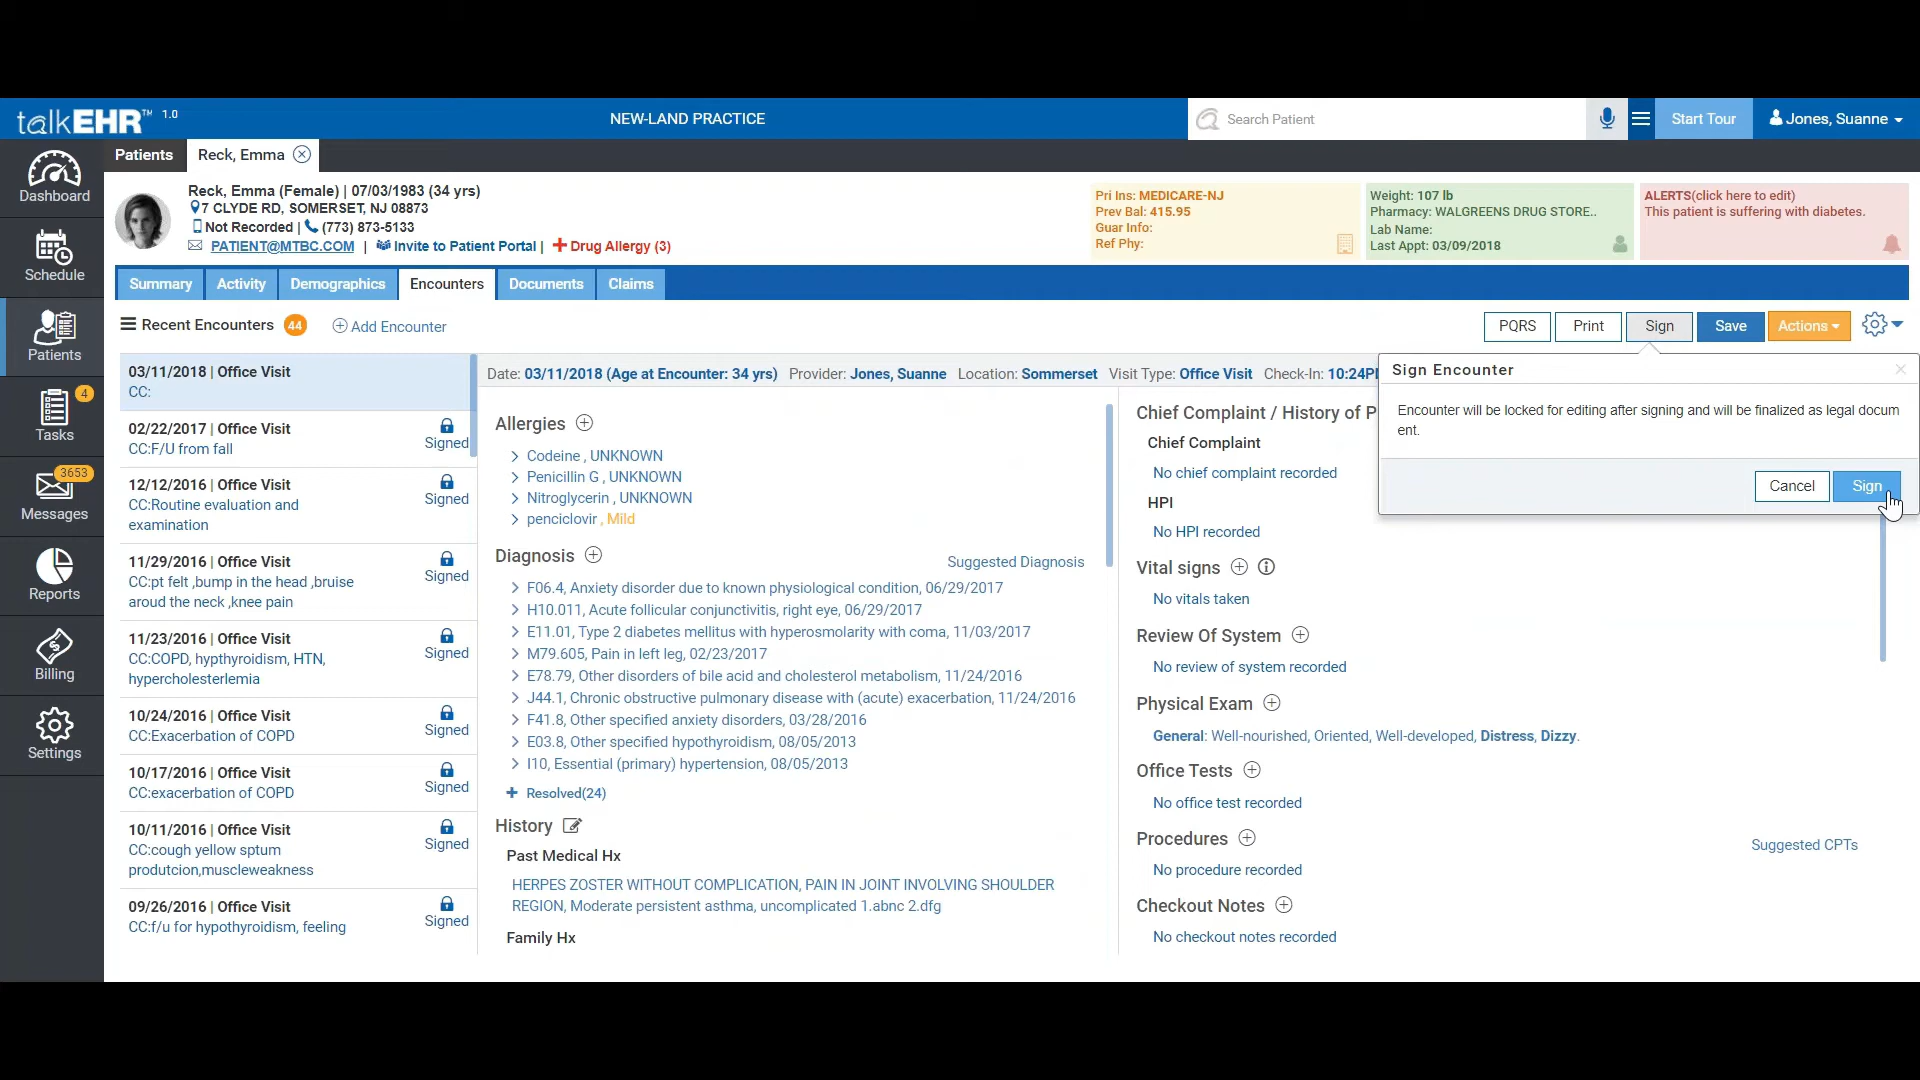 talkEHR™ 1.0
NEW-LAND PRACTICE
Search Patient
Start Tour
Jones, Suanne
Dashboard
Schedule
Patients
Tasks
4
Messages
3653
Reports
Billing
Settings
Patients
Reck, Emma
Reck, Emma (Female) | 07/03/1983 (34 yrs)
7 CLYDE RD, SOMERSET, NJ 08873
Not Recorded | (773) 873-5133
PATIENT@MTBC.COM | Invite to Patient Portal | Drug Allergy (3)
Pri Ins: MEDICARE-NJ
Prev Bal: 415.95
Guar Info:
Ref Phy:
Weight: 107 lb
Pharmacy: WALGREENS DRUG STORE..
Lab Name:
Last Appt: 03/09/2018
ALERTS(click here to edit)
This patient is suffering with diabetes.
Summary
Activity
Demographics
Encounters
Documents
Claims
Recent Encounters 44
Add Encounter
PQRS
Print
Sign
Save
Actions
03/11/2018 | Office Visit
CC:
02/22/2017 | Office Visit
CC:F/U from fall
Signed
12/12/2016 | Office Visit
CC:Routine evaluation and
examination
Signed
11/29/2016 | Office Visit
CC:pt felt ,bump in the head ,bruise
aroud the neck ,knee pain
Signed
11/23/2016 | Office Visit
CC:COPD, hypthyroidism, HTN,
hypercholesterlemia
Signed
10/24/2016 | Office Visit
CC:Exacerbation of COPD
Signed
10/17/2016 | Office Visit
CC:exacerbation of COPD
Signed
10/11/2016 | Office Visit
CC:cough yellow sptum
produtcion,muscleweakness
Signed
09/26/2016 | Office Visit
CC:f/u for hypothyroidism, feeling
Signed
Date: 03/11/2018 (Age at Encounter: 34 yrs) Provider: Jones, Suanne Location: Sommerset Visit Type: Office Visit Check-In: 10:24P
Allergies
Codeine , UNKNOWN
Penicillin G , UNKNOWN
Nitroglycerin , UNKNOWN
penciclovir , Mild
Diagnosis
Suggested Diagnosis
F06.4, Anxiety disorder due to known physiological condition, 06/29/2017
H10.011, Acute follicular conjunctivitis, right eye, 06/29/2017
E11.01, Type 2 diabetes mellitus with hyperosmolarity with coma, 11/03/2017
M79.605, Pain in left leg, 02/23/2017
E78.79, Other disorders of bile acid and cholesterol metabolism, 11/24/2016
J44.1, Chronic obstructive pulmonary disease with (acute) exacerbation, 11/24/2016
F41.8, Other specified anxiety disorders, 03/28/2016
E03.8, Other specified hypothyroidism, 08/05/2013
I10, Essential (primary) hypertension, 08/05/2013
Resolved(24)
History
Past Medical Hx
HERPES ZOSTER WITHOUT COMPLICATION, PAIN IN JOINT INVOLVING SHOULDER
REGION, Moderate persistent asthma, uncomplicated 1.abnc 2.dfg
Family Hx
Chief Complaint / History of P
Chief Complaint
No chief complaint recorded
HPI
No HPI recorded
Vital signs
No vitals taken
Review Of System
No review of system recorded
Physical Exam
General: Well-nourished, Oriented, Well-developed, Distress, Dizzy.
Office Tests
No office test recorded
Procedures
Suggested CPTs
No procedure recorded
Checkout Notes
No checkout notes recorded
Sign Encounter
Encounter will be locked for editing after signing and will be finalized as legal docum
ent.
Cancel
Sign